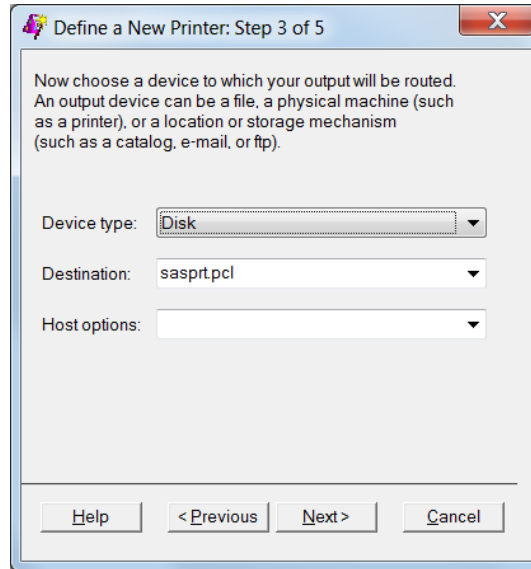 Define a New Printer: Step 3 of 5
X
Now choose a device to which your output will be routed.
An output device can be a file, a physical machine (such
as a printer), or a location or storage mechanism
(such as a catalog, e-mail, or ftp).
Device type: Disk
Destination: sasprt.pcl
Host options:
Help < Previous Next > Cancel